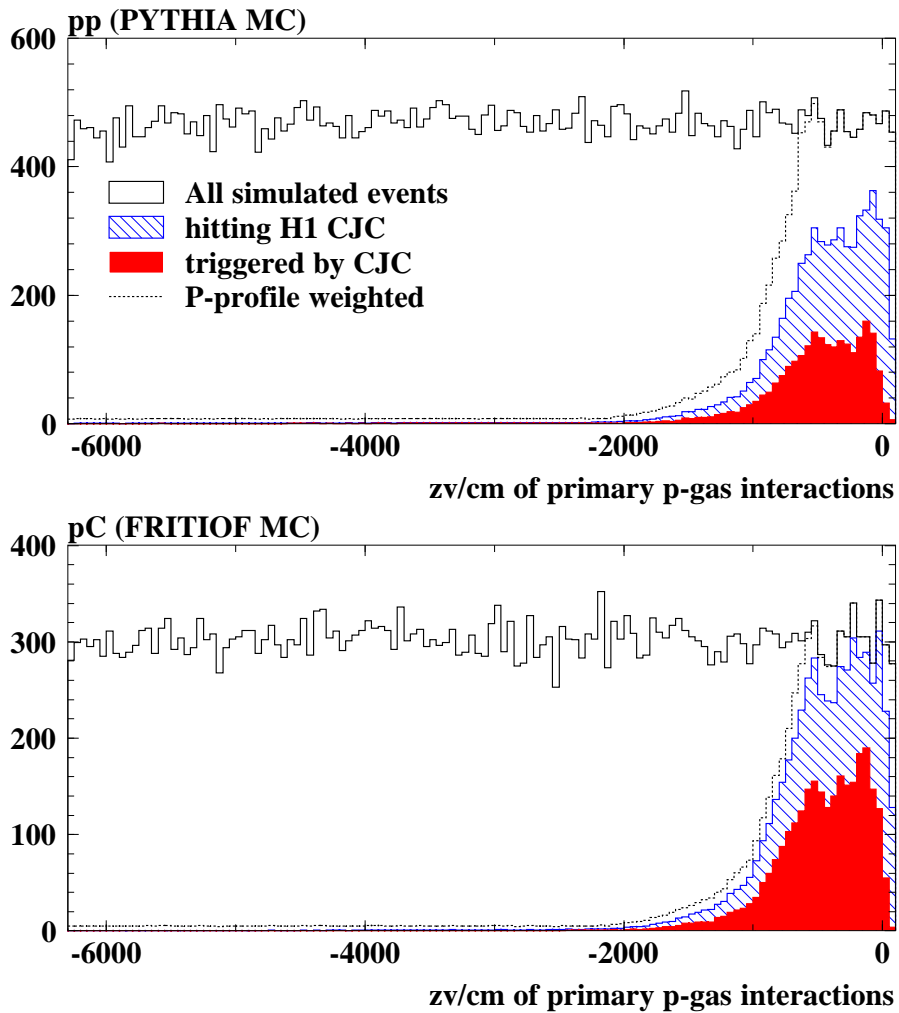 pp (PYTHIA MC)
600
400
200
0
All simulated events
hitting H1 CJC
triggered by CJC
P-profile weighted
-6000 -4000 -2000 0
zv/cm of primary p-gas interactions
pC (FRITIOF MC)
400
300
200
100
0
-6000 -4000 -2000 0
zv/cm of primary p-gas interactions